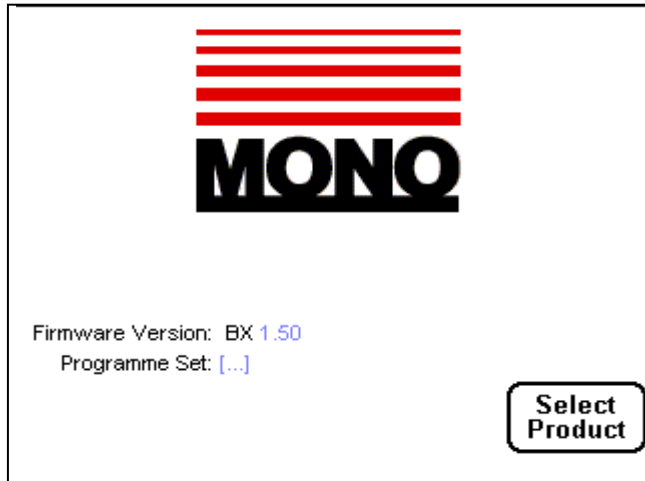 MONO
Firmware Version: BX 1.50
Programme Set: [...]
Select
Product